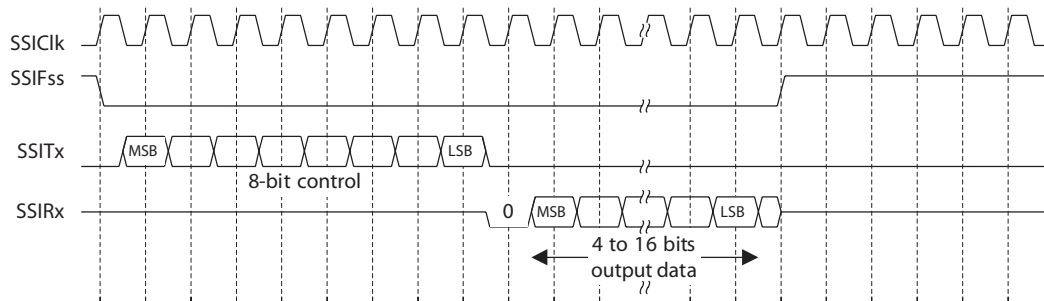 SSIClk
SSIFss
SSITx
MSB
LSB
8-bit control
SSIRx
0
MSB
LSB
4 to 16 bits
output data